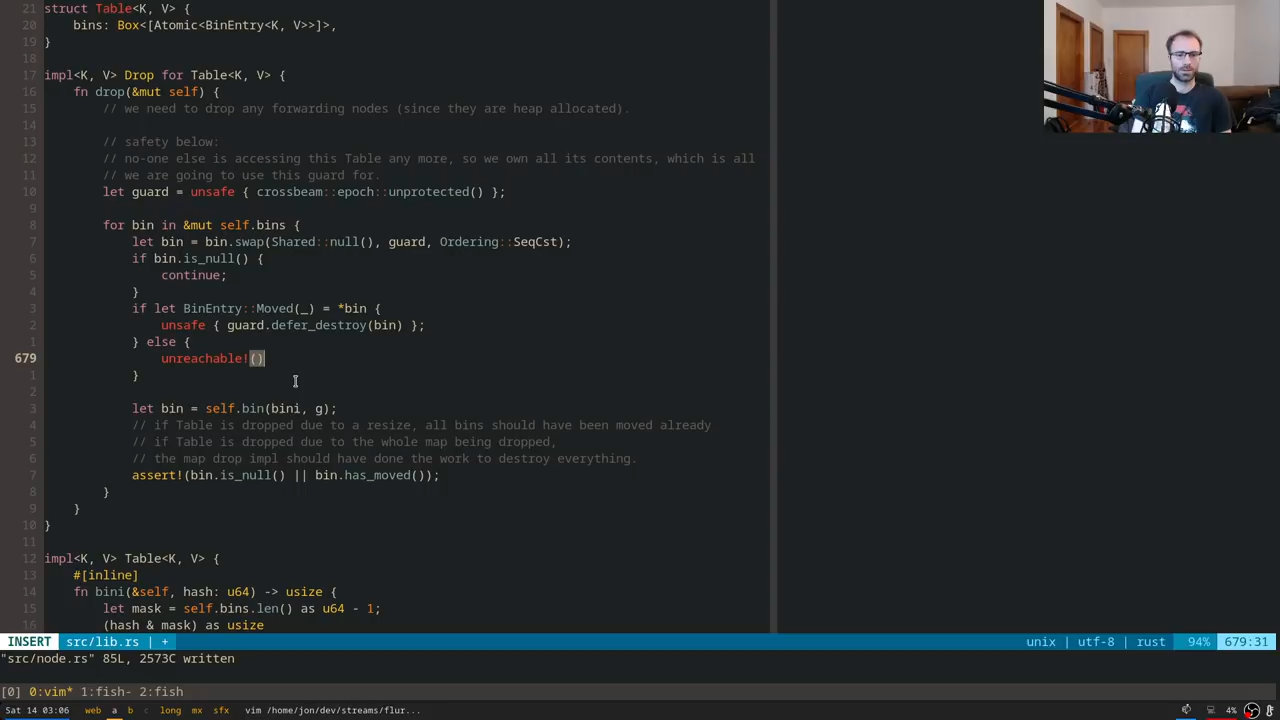 21 struct Table<K, V> {
20     bins: Box<[Atomic<BinEntry<K, V>>]>,
19 }
18
17 impl<K, V> Drop for Table<K, V> {
16     fn drop(&mut self) {
15         // we need to drop any forwarding nodes (since they are heap allocated).
14
13         // safety below:
12         // no-one else is accessing this Table any more, so we own all its contents, which is all
11         // we are going to use this guard for.
10         let guard = unsafe { crossbeam::epoch::unprotected() };
9
8         for bin in &mut self.bins {
7             let bin = bin.swap(Shared::null(), guard, Ordering::SeqCst);
6             if bin.is_null() {
5                 continue;
4             }
3             if let BinEntry::Moved(_) = *bin {
2                 unsafe { guard.defer_destroy(bin) };
1             } else {
679                 unreachable!()
1             }
2
3             let bin = self.bin(bini, g);
4             // if Table is dropped due to a resize, all bins should have been moved already
5             // if Table is dropped due to the whole map being dropped,
6             // the map drop impl should have done the work to destroy everything.
7             assert!(bin.is_null() || bin.has_moved());
8         }
9     }
10 }
11
12 impl<K, V> Table<K, V> {
13     #[inline]
14     fn bini(&self, hash: u64) -> usize {
15         let mask = self.bins.len() as u64 - 1;
16         (hash & mask) as usize
INSERT src/lib.rs | + unix | utf-8 | rust 94% 679:31
"src/node.rs" 85L, 2573C written
[0] 0:vim* 1:fish- 2:fish
Sat 14 03:06 web a b c long mx sfx vim /home/jon/dev/streams/flur... 4%